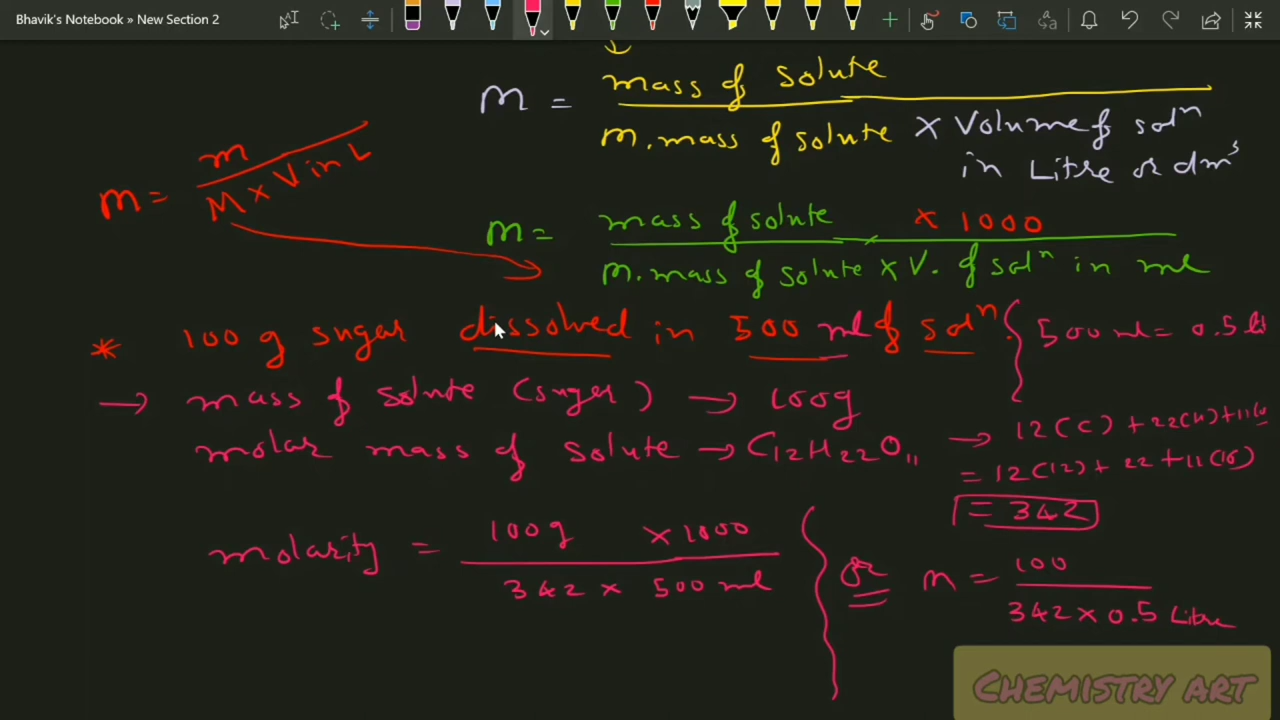 Bhavik's Notebook » New Section 2
mass of solute
M =
M. mass of solute × Volume of solⁿ
in Litre or dm³
m
M =
M × V in L
mass of solute × 1000
M =
M. mass of solute × V. of solⁿ in ml
* 100 g sugar dissolved in 500 ml of solⁿ. { 500 ml = 0.5 lit
→ mass of solute (suger) → 100g
molar mass of solute → C₁₂H₂₂O₁₁ → 12(C) + 22(H) + 11(
= 12(12) + 22 + 11(16)
= 342
100g × 1000
molarity =
342 × 500 ml
or M = 100
342 × 0.5 Litre
CHEMISTRY ART